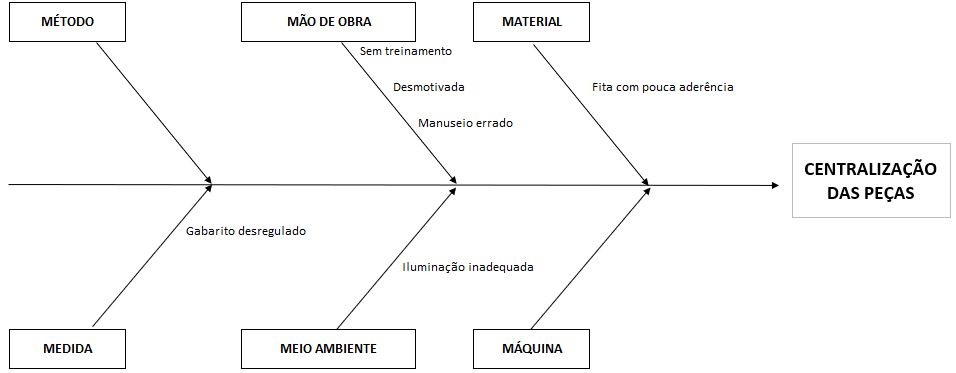 MÉTODO
MÃO DE OBRA
MATERIAL
Sem treinamento
Desmotivada
Fita com pouca aderência
Manuseio errado
CENTRALIZAÇÃO
DAS PEÇAS
Gabarito desregulado
Iluminação inadequada
MEDIDA
MEIO AMBIENTE
MÁQUINA